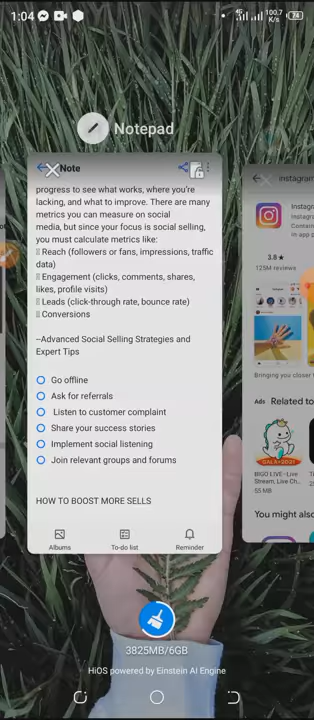 1:04
4G
100.7
K/s
74
Notepad
Note
progress to see what works, where you're
lacking, and what to improve. There are many
metrics you can measure on social
media, but since your focus is social selling,
you must calculate metrics like:
Reach (followers or fans, impressions, traffic
data)
Engagement (clicks, comments, shares,
likes, profile visits)
Leads (click-through rate, bounce rate)
Conversions
–Advanced Social Selling Strategies and
Expert Tips
Go offline
Ask for referrals
Listen to customer complaint
Share your success stories
Implement social listening
Join relevant groups and forums
HOW TO BOOST MORE SELLS
Albums
To-do list
Reminder
instagram
Instag
Contain
in-app p
3.8★
125M reviews
Bringing you closer
Ads Related to
GALA•2021
BIGO LIVE–Live
Stream, Live Ch...
55 MB
You might also
3825MB/6GB
HiOS powered by Einstein AI Engine